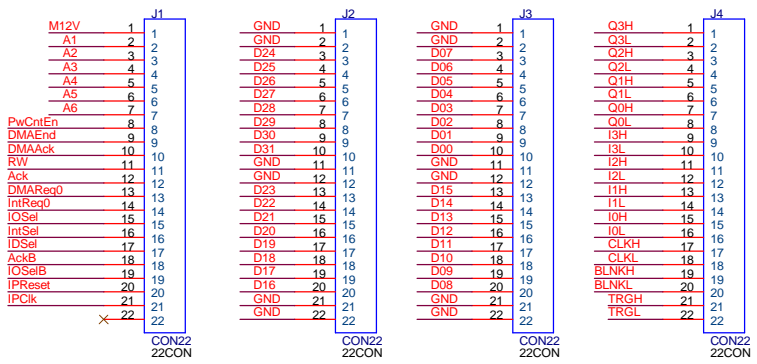 J1 J2 J3 J4
M12V 1 1 GND 1 1 GND 1 1 Q3H 1 1
A1 2 2 GND 2 2 GND 2 2 Q3L 2 2
A2 3 3 D24 3 3 D07 3 3 Q2H 3 3
A3 4 4 D25 4 4 D06 4 4 Q2L 4 4
A4 5 5 D26 5 5 D05 5 5 Q1H 5 5
A5 6 6 D27 6 6 D04 6 6 Q1L 6 6
A6 7 7 D28 7 7 D03 7 7 Q0H 7 7
PwCntEn 8 8 D29 8 8 D02 8 8 Q0L 8 8
DMAEnd 9 9 D30 9 9 D01 9 9 I3H 9 9
DMAAck 10 10 D31 10 10 D00 10 10 I3L 10 10
RW 11 11 GND 11 11 GND 11 11 I2H 11 11
Ack 12 12 GND 12 12 GND 12 12 I2L 12 12
DMAReq0 13 13 D23 13 13 D15 13 13 I1H 13 13
IntReq0 14 14 D22 14 14 D14 14 14 I1L 14 14
IOSel 15 15 D21 15 15 D13 15 15 I0H 15 15
IntSel 16 16 D20 16 16 D12 16 16 I0L 16 16
IDSel 17 17 D19 17 17 D11 17 17 CLKH 17 17
AckB 18 18 D18 18 18 D10 18 18 CLKL 18 18
IOSelB 19 19 D17 19 19 D09 19 19 BLNKH 19 19
IPReset 20 20 D16 20 20 D08 20 20 BLNKL 20 20
IPClk 21 21 GND 21 21 GND 21 21 TRGH 21 21
22 22 GND 22 22 GND 22 22 TRGL 22 22
CON22 CON22 CON22 CON22
22CON 22CON 22CON 22CON